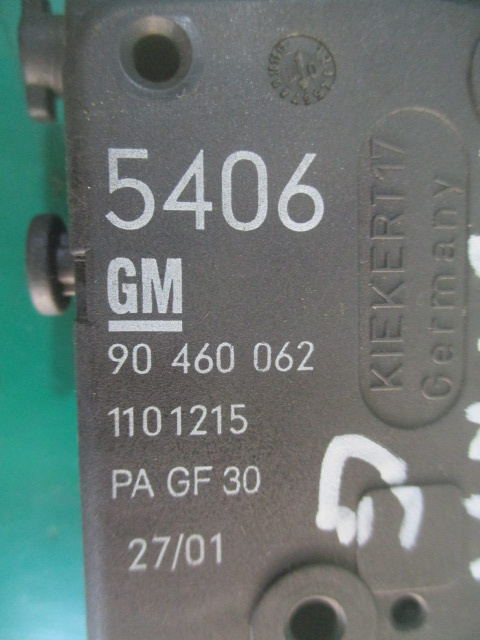 5406
GM
90 460 062
1101215
PA GF 30
27/01
KIEKERT17
Germany